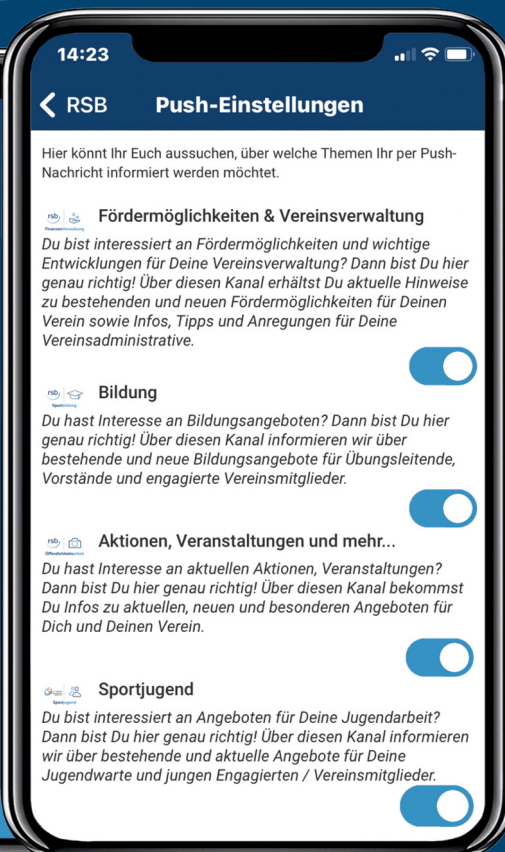 14:23
RSB Push-Einstellungen
Hier könnt Ihr Euch aussuchen, über welche Themen Ihr per Push-
Nachricht informiert werden möchtet.
rsb Fördermöglichkeiten & Vereinsverwaltung
Du bist interessiert an Fördermöglichkeiten und wichtige
Entwicklungen für Deine Vereinsverwaltung? Dann bist Du hier
genau richtig! Über diesen Kanal erhältst Du aktuelle Hinweise
zu bestehenden und neuen Fördermöglichkeiten für Deinen
Verein sowie Infos, Tipps und Anregungen für Deine
Vereinsadministrative.
rsb Bildung
Du hast Interesse an Bildungsangeboten? Dann bist Du hier
genau richtig! Über diesen Kanal informieren wir über
bestehende und neue Bildungsangebote für Übungsleitende,
Vorstände und engagierte Vereinsmitglieder.
rsb Aktionen, Veranstaltungen und mehr...
Du hast Interesse an aktuellen Aktionen, Veranstaltungen?
Dann bist Du hier genau richtig! Über diesen Kanal bekommst
Du Infos zu aktuellen, neuen und besonderen Angeboten für
Dich und Deinen Verein.
Sportjugend
Sportjugend
Du bist interessiert an Angeboten für Deine Jugendarbeit?
Dann bist Du hier genau richtig! Über diesen Kanal informieren
wir über bestehende und aktuelle Angebote für Deine
Jugendwarte und jungen Engagierten / Vereinsmitglieder.